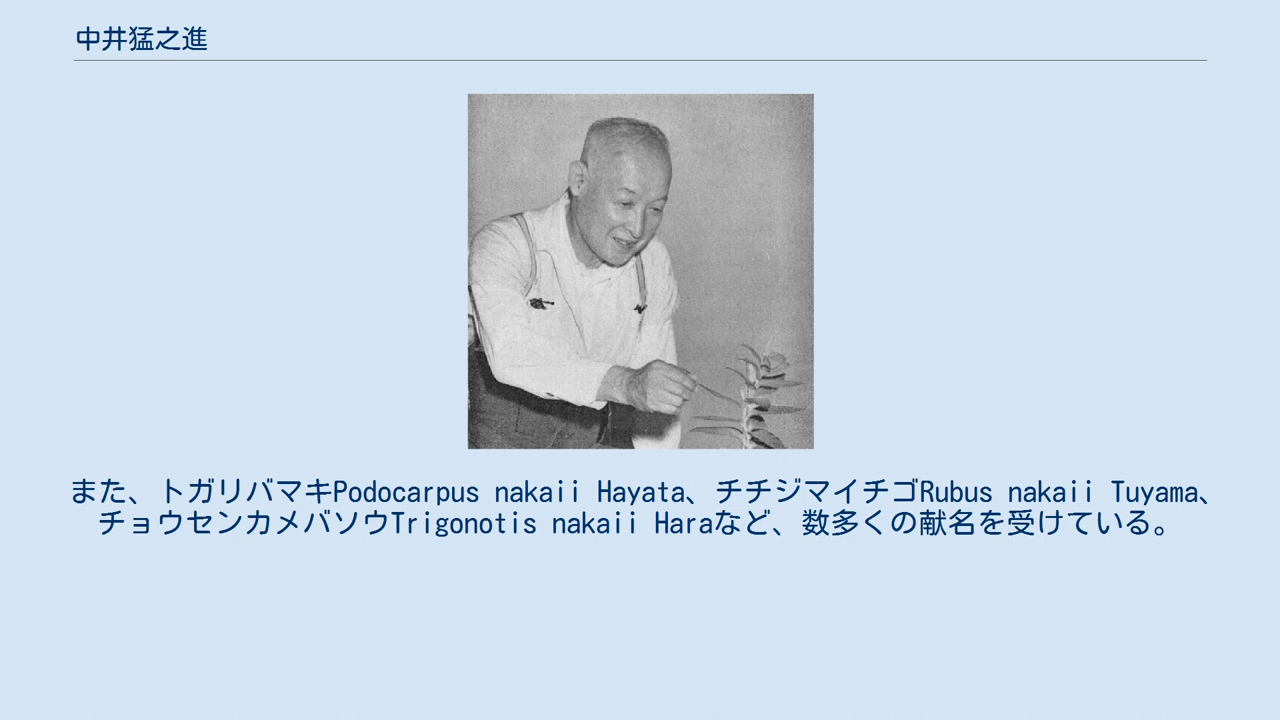 中井猛之進
また、トガリバマキPodocarpus nakaii Hayata、チチジマイチゴRubus nakaii Tuyama、
チョウセンカメバソウTrigonotis nakaii Haraなど、数多くの献名を受けている。